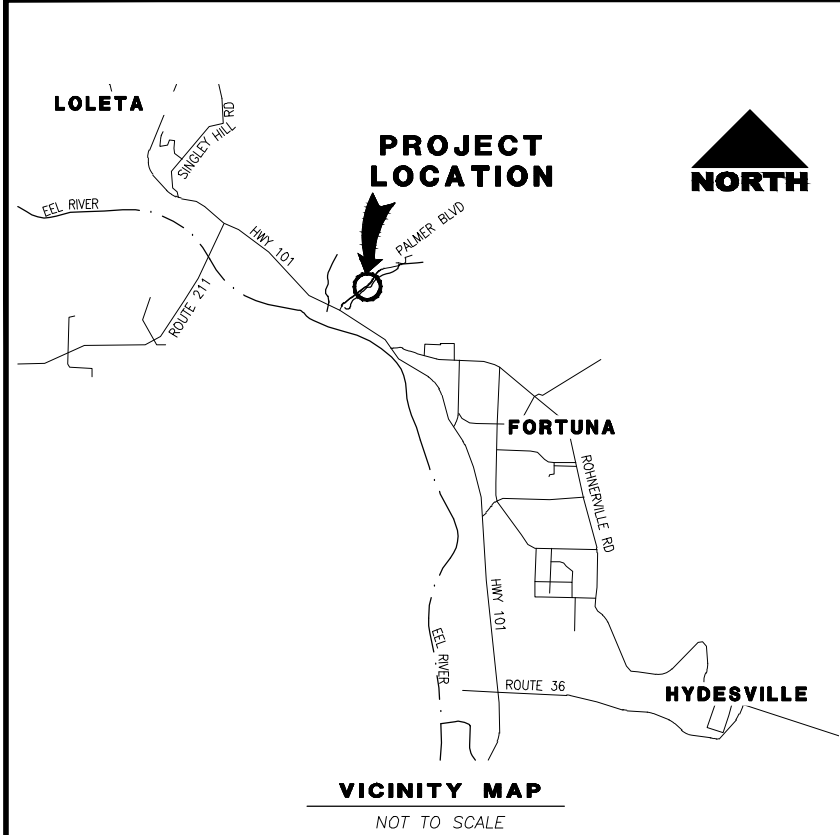 LOLETA
SINGLEY HILL RD
PROJECT
LOCATION
NORTH
EEL RIVER
HWY 101
PALMER BLVD
ROUTE 211
FORTUNA
ROHNERVILLE RD
HWY 101
EEL RIVER
ROUTE 36
HYDESVILLE
VICINITY MAP
NOT TO SCALE